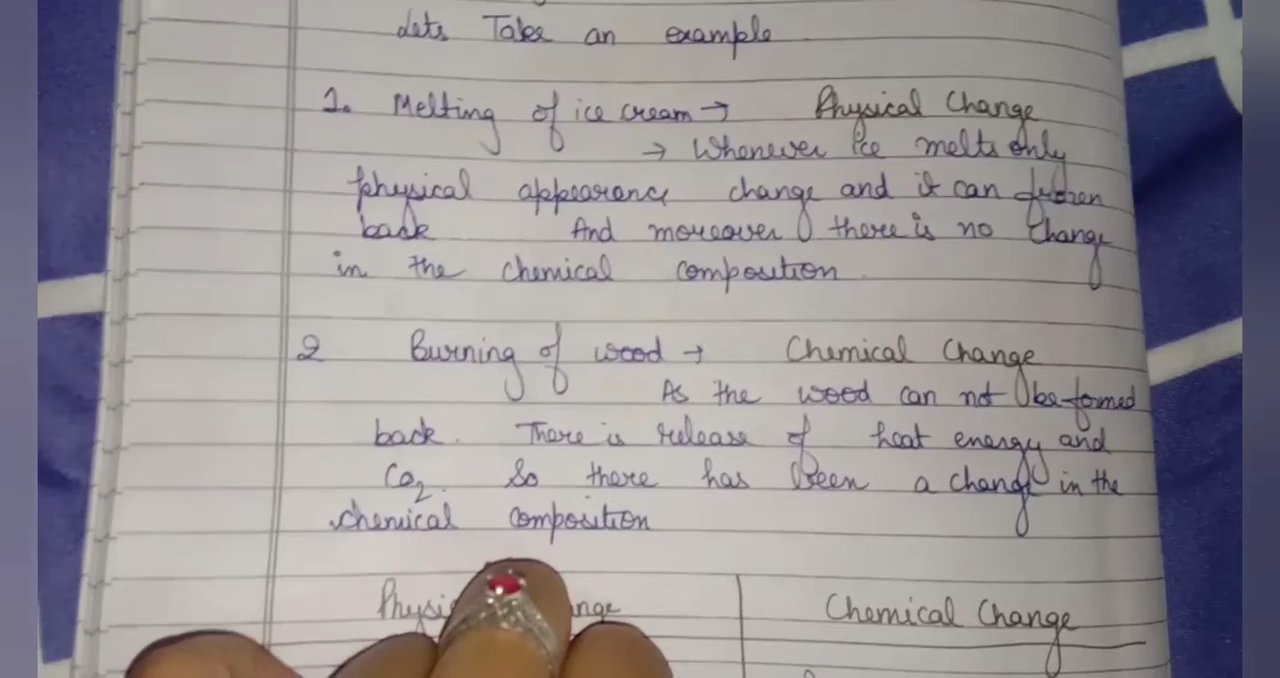 Lets Take an example
1. Melting of ice cream → Physical Change
→ Whenever ice melts only
physical appearance change and it can frozen
back And moreover there is no change
in the chemical composition
2 Burning of wood → Chemical Change
As the wood can not be formed
back. There is release of heat energy and
CO2. So there has been a change in the
chemical composition
Chemical Change